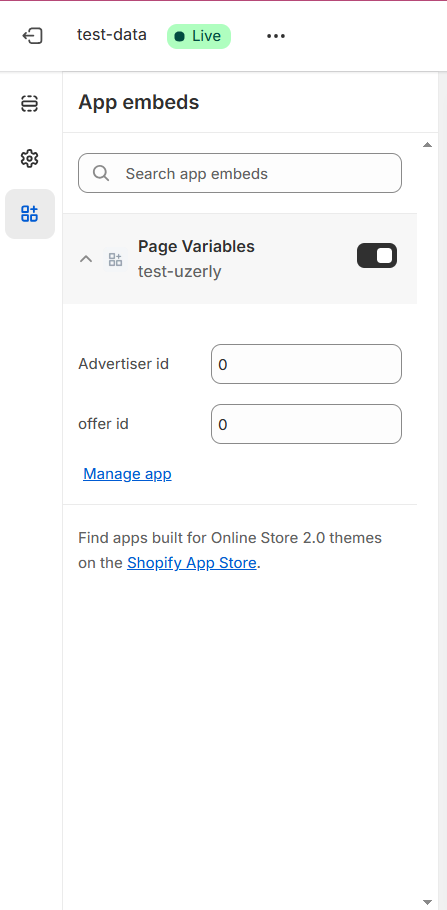 test-data
Live
App embeds
Search app embeds
Page Variables
test-uzerly
Advertiser id
0
offer id
0
Manage app
Find apps built for Online Store 2.0 themes
on the Shopify App Store.